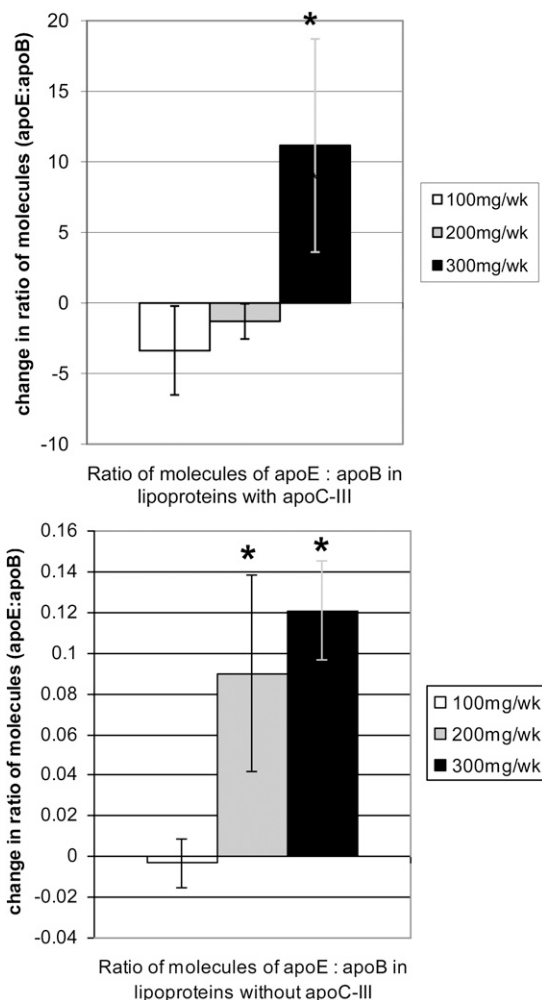 20
*
15
10
5
0
-5
-10
change in ratio of molecules (apoE:apoB)
100mg/wk
200mg/wk
300mg/wk
Ratio of molecules of apoE : apoB in
lipoproteins with apoC-III
0.16
*
*
0.14
0.12
0.1
0.08
0.06
0.04
0.02
0
-0.02
-0.04
change in ratio of molecules (apoE:apoB)
100mg/wk
200mg/wk
300mg/wk
Ratio of molecules of apoE : apoB in
lipoproteins without apoC-III